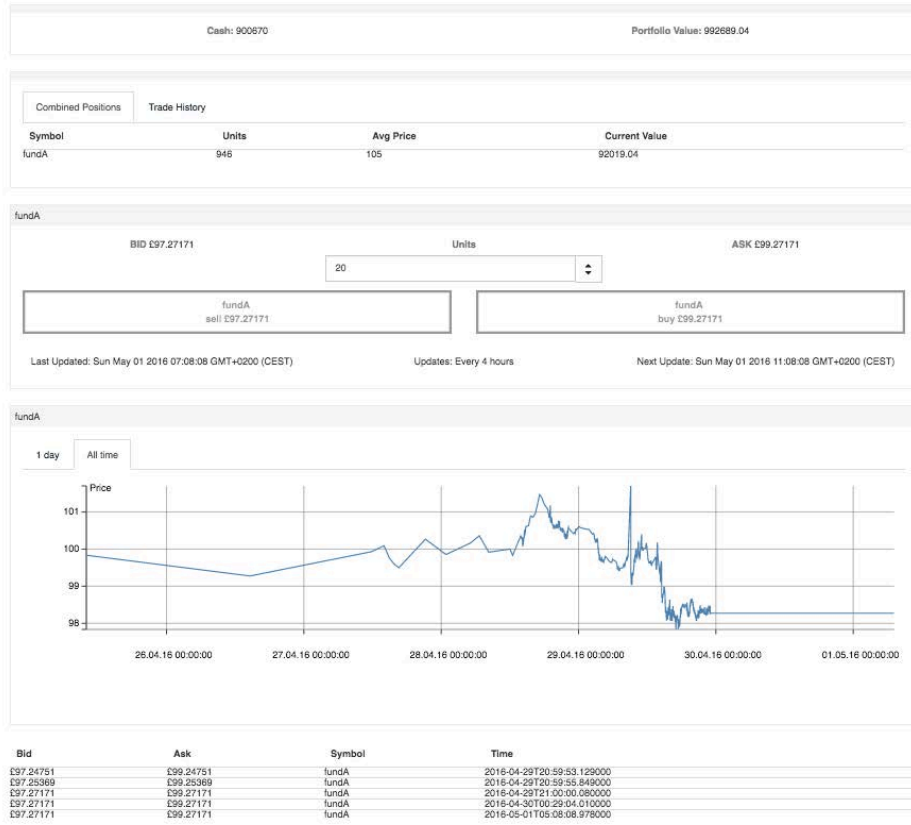 Cash: 900670 Portfolio Value: 992689.04
Combined Positions Trade History
Symbol Units Avg Price Current Value
fundA 946 105 92019.04
fundA
BID £97.27171 Units ASK £99.27171
20
fundA fundA
sell £97.27171 buy £99.27171
Last Updated: Sun May 01 2016 07:08:08 GMT+0200 (CEST) Updates: Every 4 hours Next Update: Sun May 01 2016 11:08:08 GMT+0200 (CEST)
fundA
1 day All time
Price
101
100
99
98
26.04.16 00:00:00 27.04.16 00:00:00 28.04.16 00:00:00 29.04.16 00:00:00 30.04.16 00:00:00 01.05.16 00:00:00
Bid Ask Symbol Time
£97.24751 £99.24751 fundA 2016-04-29T20:59:53.129000
£97.25369 £99.25369 fundA 2016-04-29T20:59:55.849000
£97.27171 £99.27171 fundA 2016-04-29T21:00:00.080000
£97.27171 £99.27171 fundA 2016-04-30T00:29:04.010000
£97.27171 £99.27171 fundA 2016-05-01T05:08:08.978000